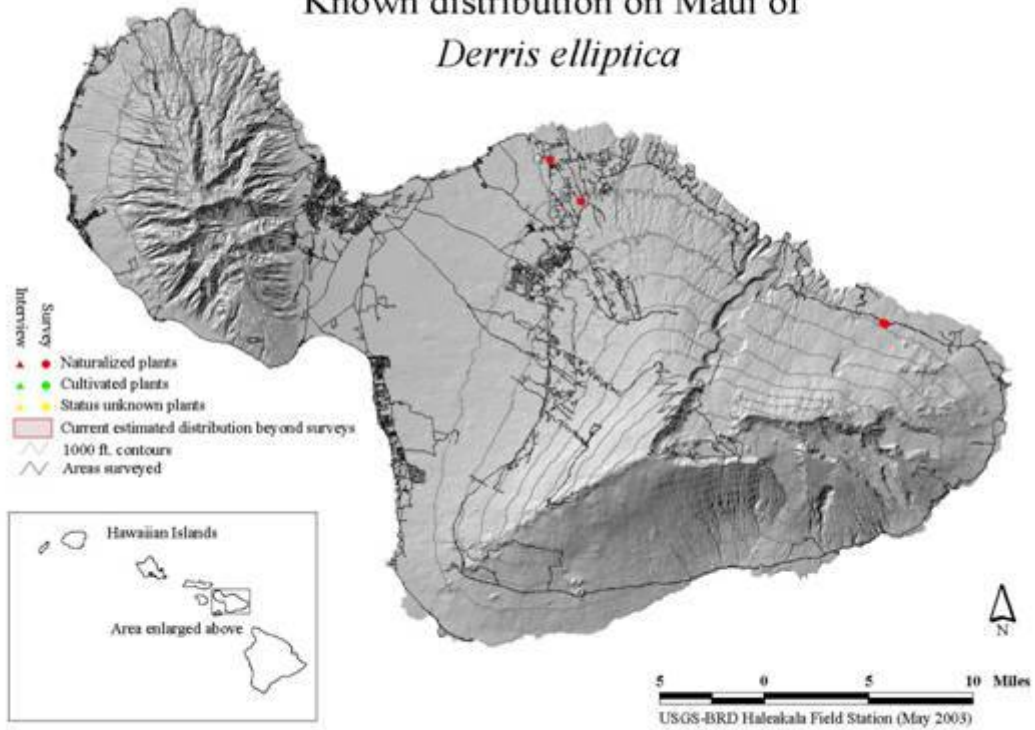 Known distribution on Maui of
Derris elliptica
Interview
Survey
Naturalized plants
Cultivated plants
Status unknown plants
Current estimated distribution beyond surveys
1000 ft. contours
Areas surveyed
Hawaiian Islands
Area enlarged above
N
5 0 5 10 Miles
USGS-BRD Haleakala Field Station (May 2003)